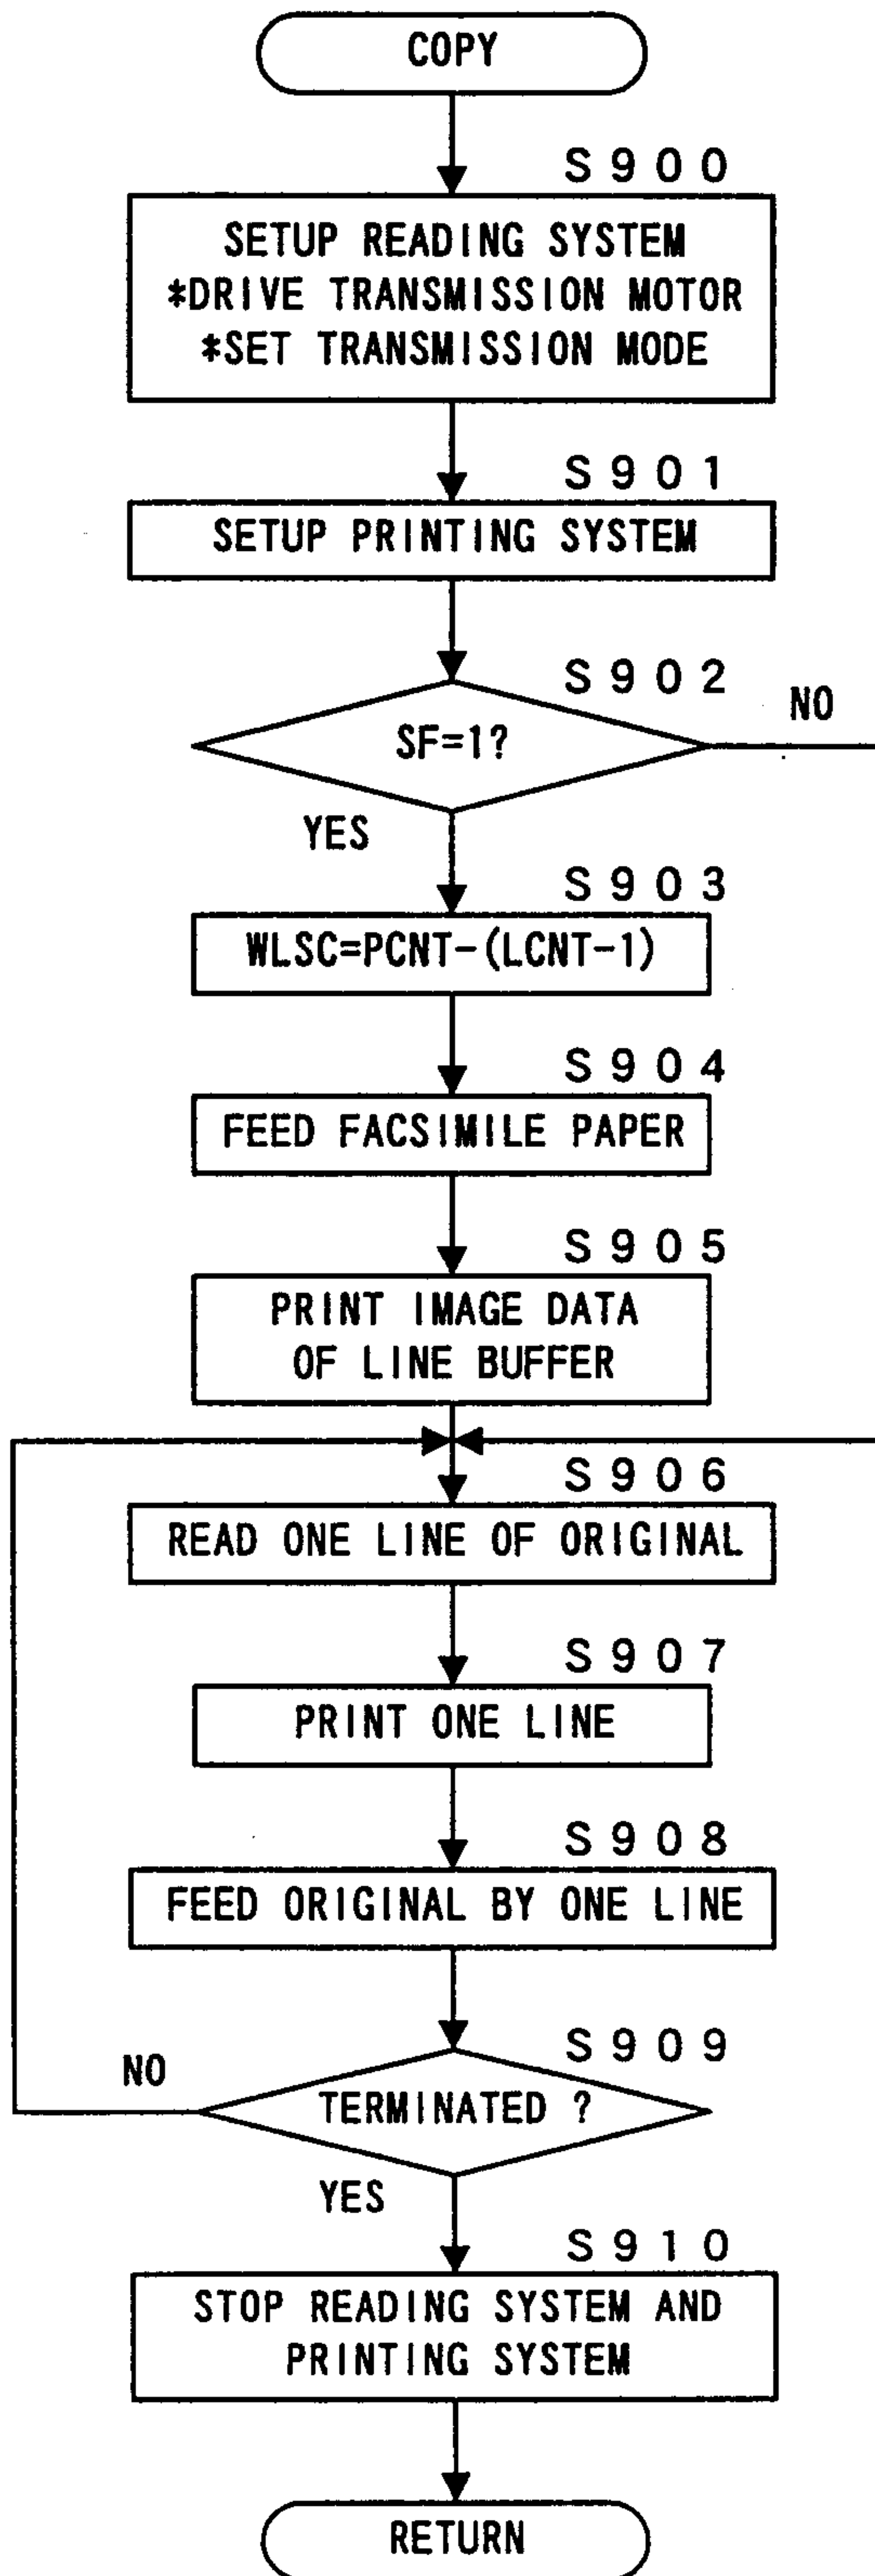 COPY
S900
SETUP READING SYSTEM
*DRIVE TRANSMISSION MOTOR
*SET TRANSMISSION MODE
S901
SETUP PRINTING SYSTEM
S902
NO
SF=1?
YES
S903
WLSC=PCNT-(LCNT-1)
S904
FEED FACSIMILE PAPER
S905
PRINT IMAGE DATA
OF LINE BUFFER
S906
READ ONE LINE OF ORIGINAL
S907
PRINT ONE LINE
S908
FEED ORIGINAL BY ONE LINE
S909
NO
TERMINATED ?
YES
S910
STOP READING SYSTEM AND
PRINTING SYSTEM
RETURN